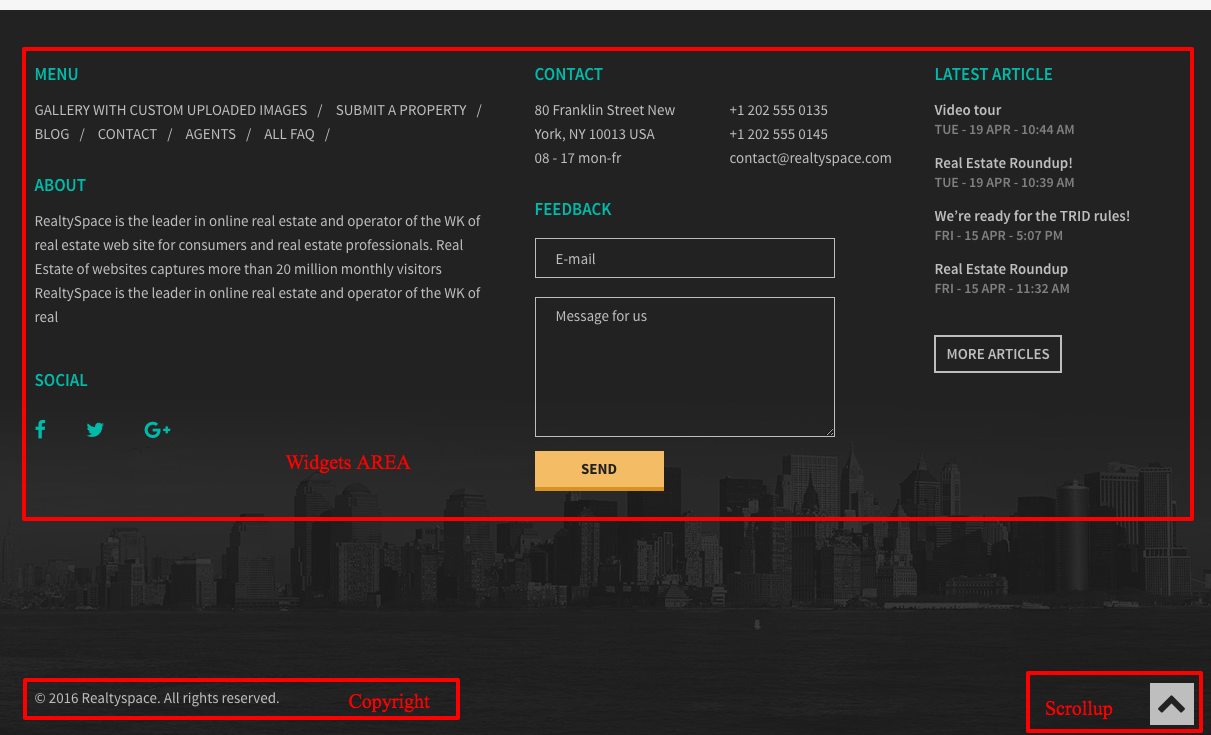 MENU
GALLERY WITH CUSTOM UPLOADED IMAGES / SUBMIT A PROPERTY /
BLOG / CONTACT / AGENTS / ALL FAQ /
ABOUT
RealtySpace is the leader in online real estate and operator of the WK of
real estate web site for consumers and real estate professionals. Real
Estate of websites captures more than 20 million monthly visitors
RealtySpace is the leader in online real estate and operator of the WK of
real
SOCIAL
Widgets AREA
CONTACT
80 Franklin Street New
York, NY 10013 USA
08 - 17 mon-fr
+1 202 555 0135
+1 202 555 0145
contact@realtyspace.com
FEEDBACK
E-mail
Message for us
SEND
LATEST ARTICLE
Video tour
TUE - 19 APR - 10:44 AM
Real Estate Roundup!
TUE - 19 APR - 10:39 AM
We’re ready for the TRID rules!
FRI - 15 APR - 5:07 PM
Real Estate Roundup
FRI - 15 APR - 11:32 AM
MORE ARTICLES
© 2016 Realtyspace. All rights reserved.
Copyright
Scrollup